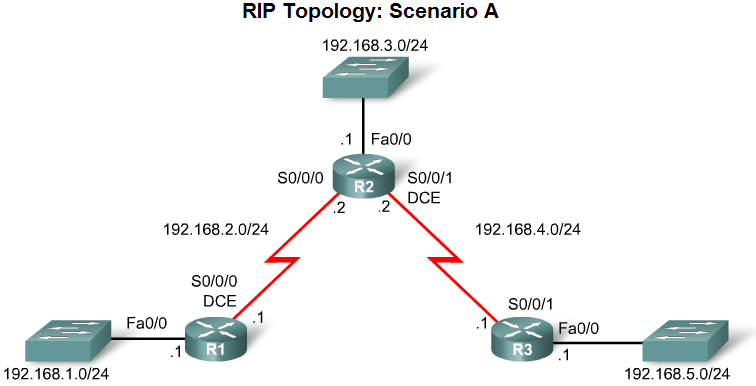 RIP Topology: Scenario A
192.168.3.0/24
.1
Fa0/0
S0/0/0
R2
S0/0/1
DCE
.2
.2
192.168.2.0/24
192.168.4.0/24
S0/0/0
DCE
S0/0/1
Fa0/0
.1
.1
R1
.1
Fa0/0
R3
.1
192.168.1.0/24
192.168.5.0/24